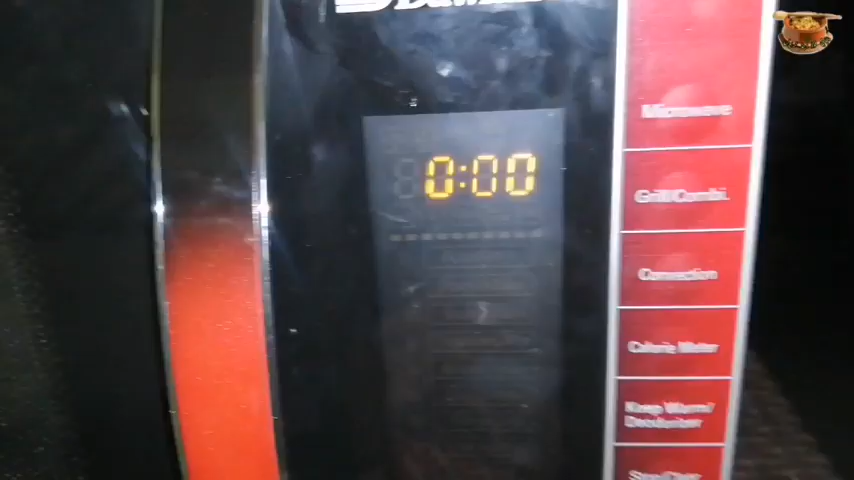 0:00
Microwave
Grill/Combi.
Convection
Calorie Meter
Keep Warm/
Deodorizer